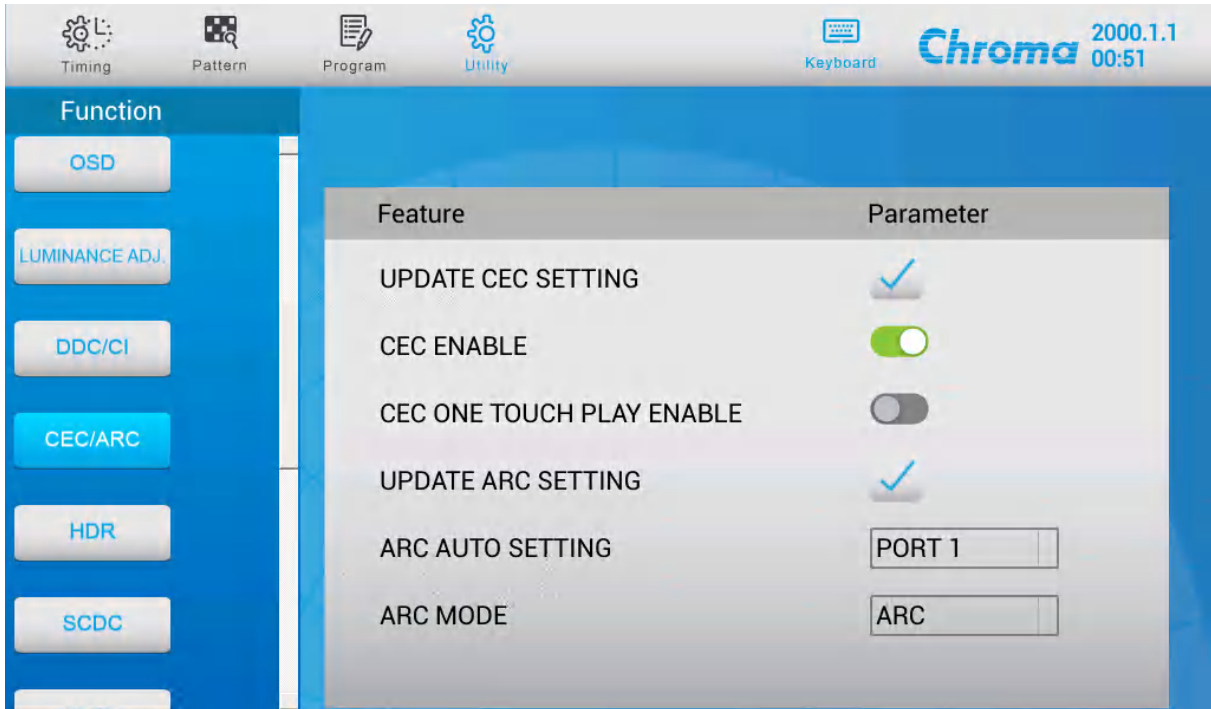 Timing
Pattern
Program
Utility
Keyboard
Chroma
2000.1.1
00:51
Function
OSD
LUMINANCE ADJ.
DDC/CI
CEC/ARC
HDR
SCDC
Feature Parameter
UPDATE CEC SETTING
CEC ENABLE
CEC ONE TOUCH PLAY ENABLE
UPDATE ARC SETTING
ARC AUTO SETTING PORT 1
ARC MODE ARC